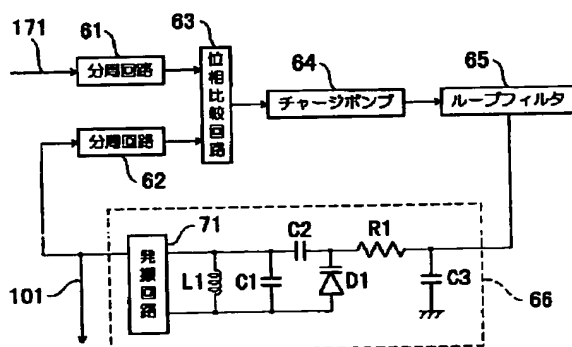 171
61
分周回路
63
位相比較回路
64
チャージポンプ
65
ループフィルタ
分周回路
62
101
71
発振回路
L1
C1
C2
D1
R1
C3
66